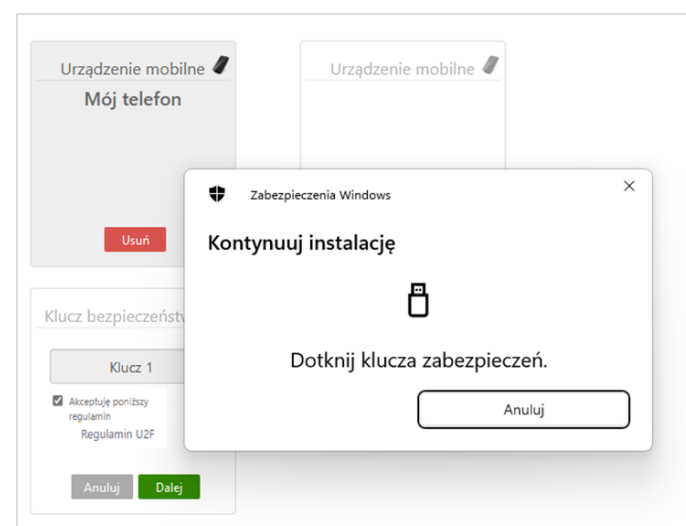 Urządzenie mobilne
Mój telefon
Usuń
Urządzenie mobilne
Zabezpieczenia Windows
Kontynuuj instalację
Dotknij klucza zabezpieczeń.
Anuluj
Klucz
Klucz 1
Akceptuję poniższy
regulamin
Regulamin U2F
Anuluj
Dalej